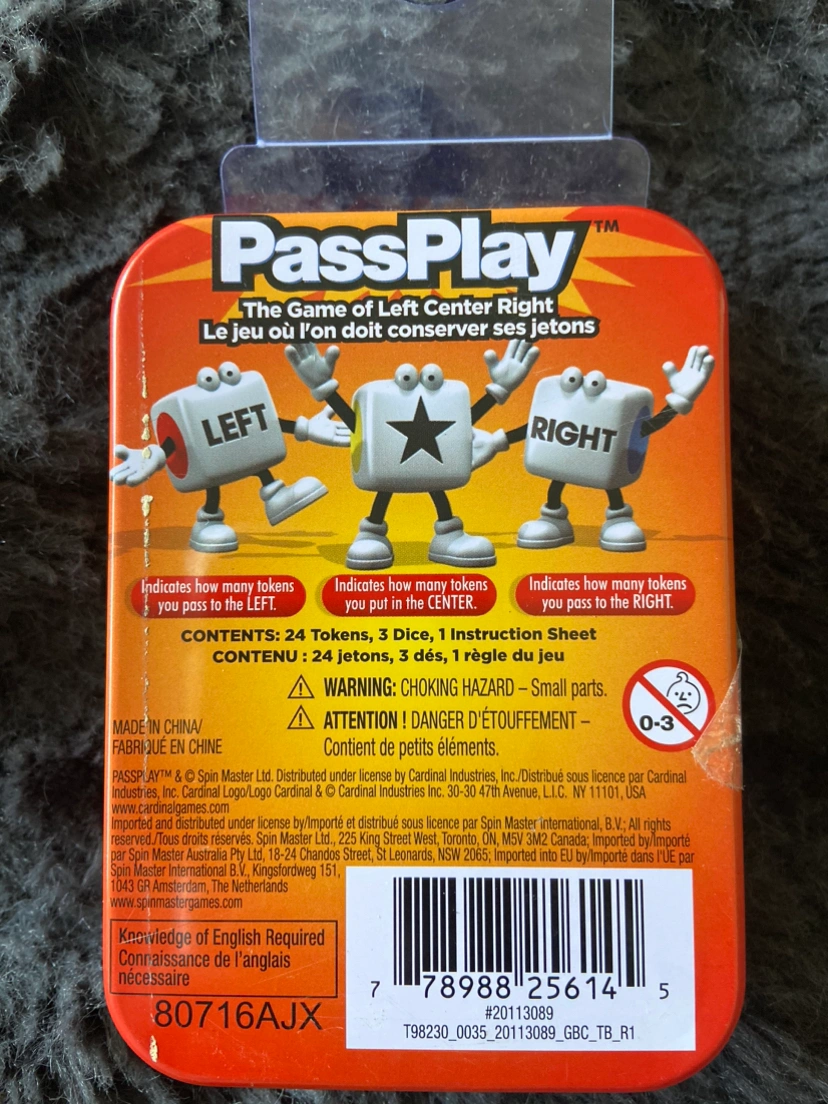 PassPlay™
The Game of Left Center Right
Le jeu où l'on doit conserver ses jetons
LEFT
RIGHT
Indicates how many tokens
you pass to the LEFT.
Indicates how many tokens
you put in the CENTER.
Indicates how many tokens
you pass to the RIGHT.
CONTENTS: 24 Tokens, 3 Dice, 1 Instruction Sheet
CONTENU : 24 jetons, 3 dés, 1 règle du jeu
WARNING: CHOKING HAZARD – Small parts.
ATTENTION ! DANGER D'ÉTOUFFEMENT –
Contient de petits éléments.
0-3
MADE IN CHINA/
FABRIQUÉ EN CHINE
PASSPLAY™ & © Spin Master Ltd. Distributed under license by Cardinal Industries, Inc./Distribué sous licence par Cardinal
Industries, Inc. Cardinal Logo/Logo Cardinal & © Cardinal Industries Inc. 30-30 47th Avenue, L.I.C. NY 11101, USA
www.cardinalgames.com
Imported and distributed under license by/Importé et distribué sous licence par Spin Master International, B.V.; All rights
reserved./Tous droits réservés. Spin Master Ltd., 225 King Street West, Toronto, ON, M5V 3M2 Canada; Imported by/Importé
par Spin Master Australia Pty Ltd, 18-24 Chandos Street, St Leonards, NSW 2065; Imported into EU by/Importé dans l'UE par
Spin Master International B.V., Kingsfordweg 151,
1043 GR Amsterdam, The Netherlands
www.spinmastergames.com
Knowledge of English Required
Connaissance de l'anglais
nécessaire
80716AJX
7 78988 25614 5
#20113089
T98230_0035_20113089_GBC_TB_R1